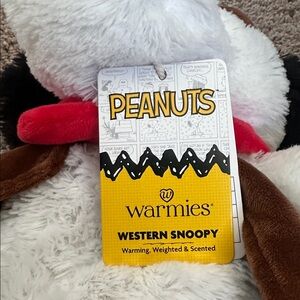 PEANUTS
warmies®
WESTERN SNOOPY
Warming, Weighted & Scented